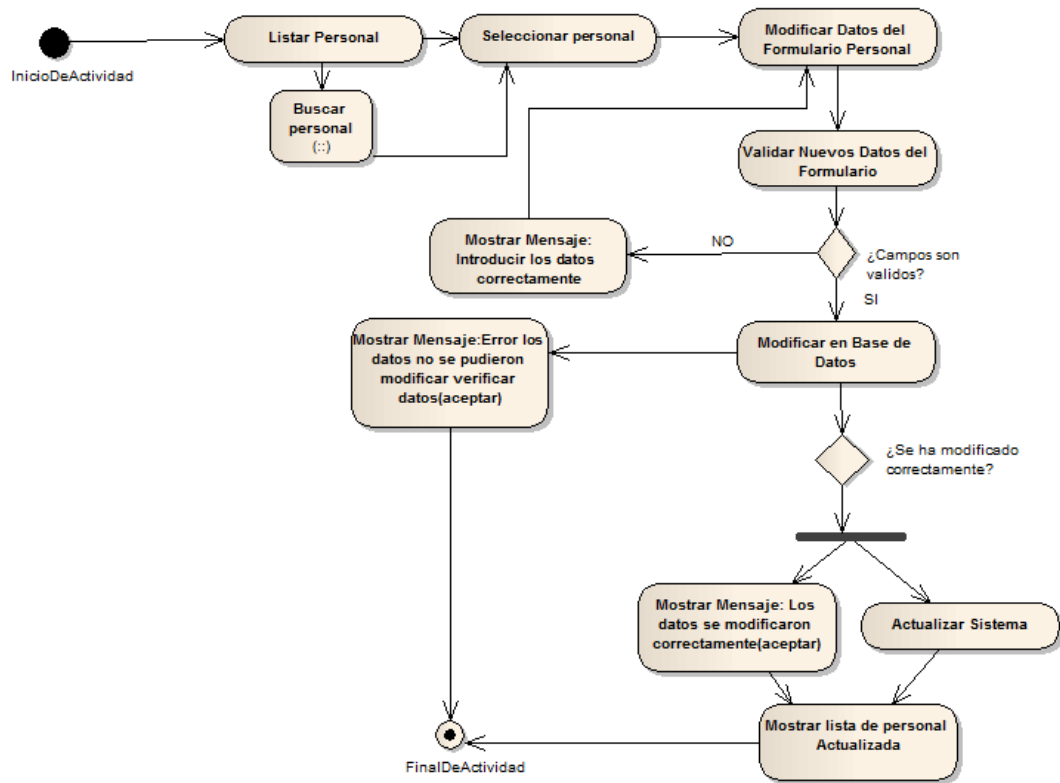 InicioDeActividad
Listar Personal
Seleccionar personal
Modificar Datos del
Formulario Personal
Buscar
personal
(::)
Validar Nuevos Datos del
Formulario
Mostrar Mensaje:
Introducir los datos
correctamente
NO
¿Campos son
validos?
SI
Mostrar Mensaje:Error los
datos no se pudieron
modificar verificar
datos(aceptar)
Modificar en Base de
Datos
¿Se ha modificado
correctamente?
Mostrar Mensaje: Los
datos se modificaron
correctamente(aceptar)
Actualizar Sistema
Mostrar lista de personal
Actualizada
FinalDeActividad